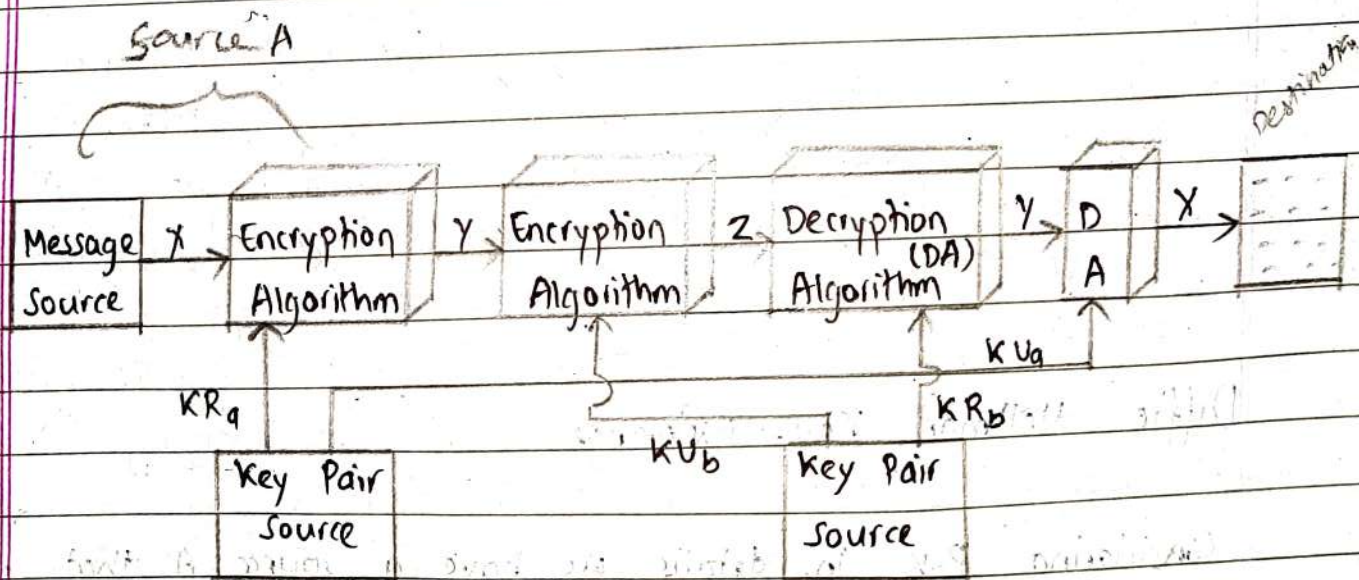 Source A
Destination
Message Source
X
Encryption Algorithm
Y
Encryption Algorithm
Z
Decryption (DA) Algorithm
Y
D A
X
KRa
KUb
KRb
KUa
Key Pair Source
Key Pair Source